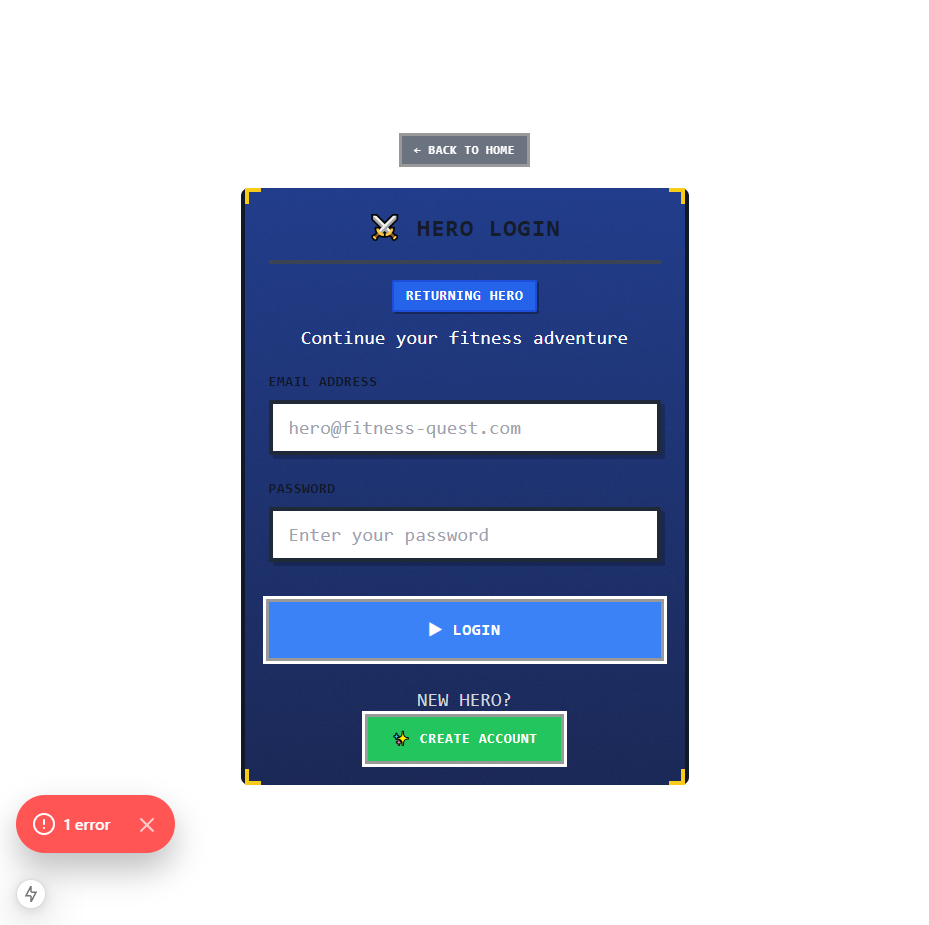 ← BACK TO HOME
⚔️ HERO LOGIN
RETURNING HERO
Continue your fitness adventure
EMAIL ADDRESS
hero@fitness-quest.com
PASSWORD
Enter your password
▶ LOGIN
NEW HERO?
✨ CREATE ACCOUNT
1 error